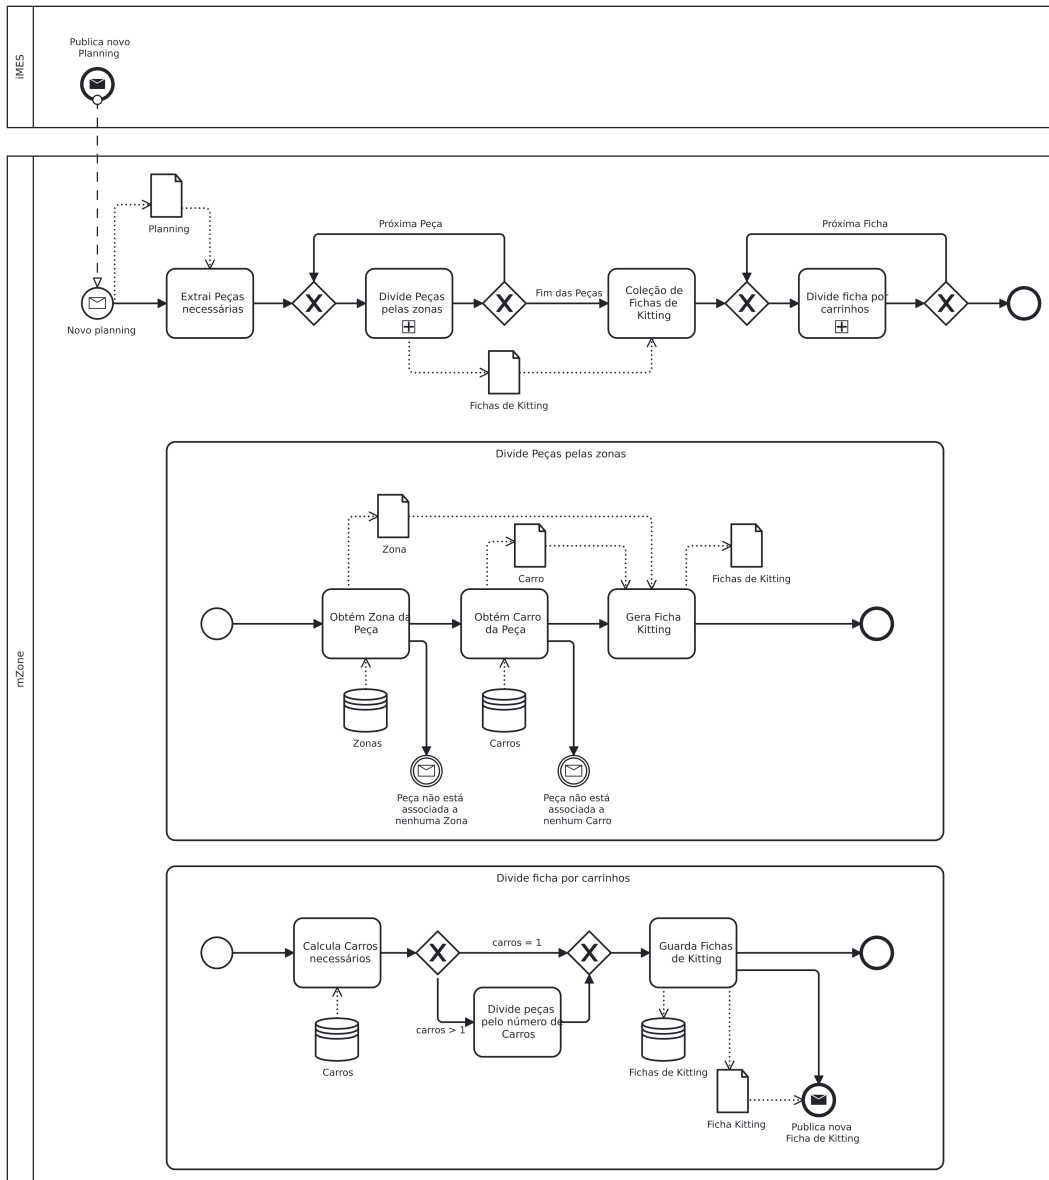 iMES
Publica novo
Planning
mZone
Planning
Novo planning
Extrai Peças
necessárias
Próxima Peça
Divide Peças
pelas zonas
Fim das Peças
Fichas de Kitting
Coleção de
Fichas de
Kitting
Próxima Ficha
Divide ficha por
carrinhos
Divide Peças pelas zonas
Zona
Carro
Fichas de Kitting
Obtém Zona da
Peça
Obtém Carro
da Peça
Gera Ficha
Kitting
Zonas
Carros
Peça não está
associada a
nenhuma Zona
Peça não está
associada a
nenhum Carro
Divide ficha por carrinhos
Calcula Carros
necessários
carros = 1
carros > 1
Divide peças
pelo número de
Carros
Guarda Fichas
de Kitting
Carros
Fichas de Kitting
Ficha Kitting
Publica nova
Ficha de Kitting